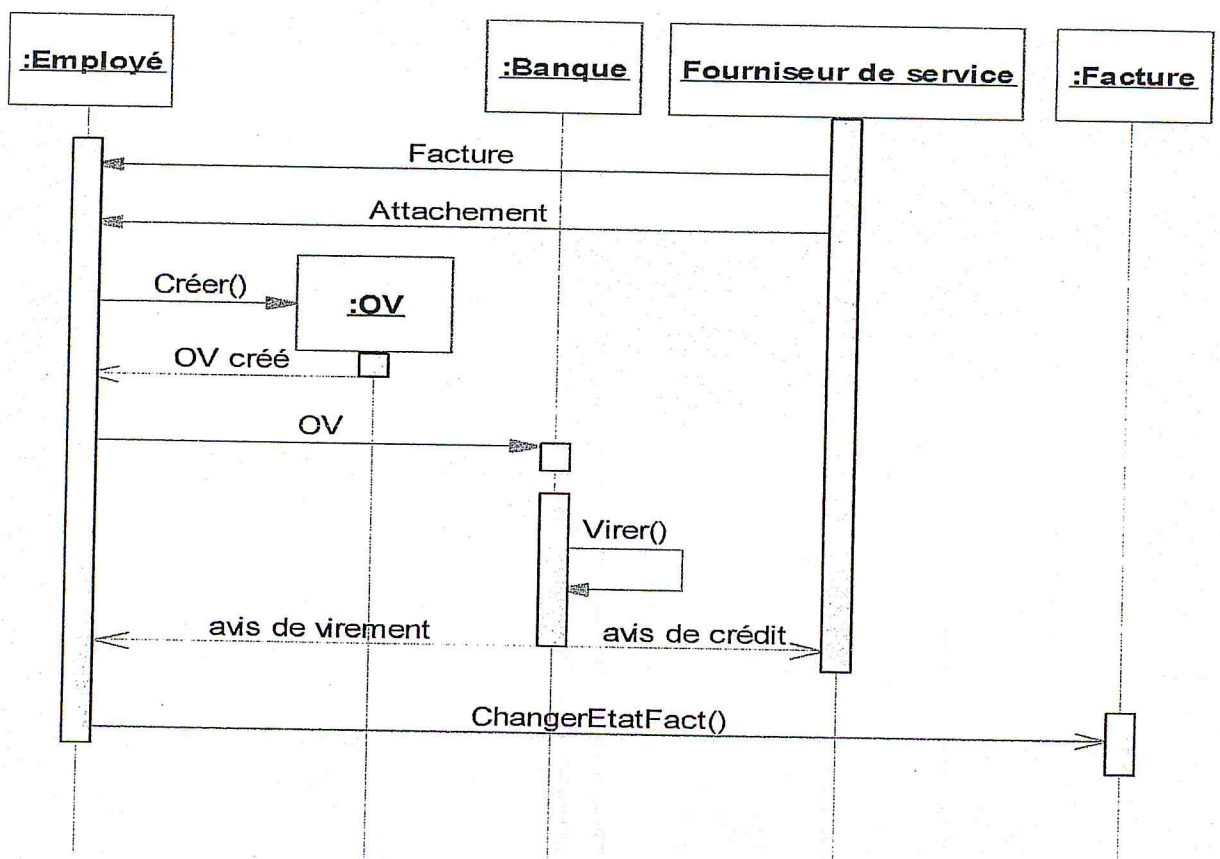 :Employé
:Banque
Fourniseur de service
:Facture
Facture
Attachement
Créer()
:OV
OV créé
OV
Virer()
avis de virement
avis de crédit
ChangerEtatFact()